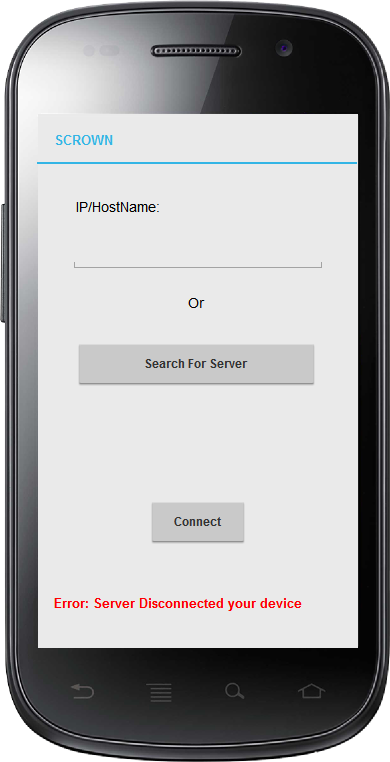 SCROWN
IP/HostName:
Or
Search For Server
Connect
Error: Server Disconnected your device